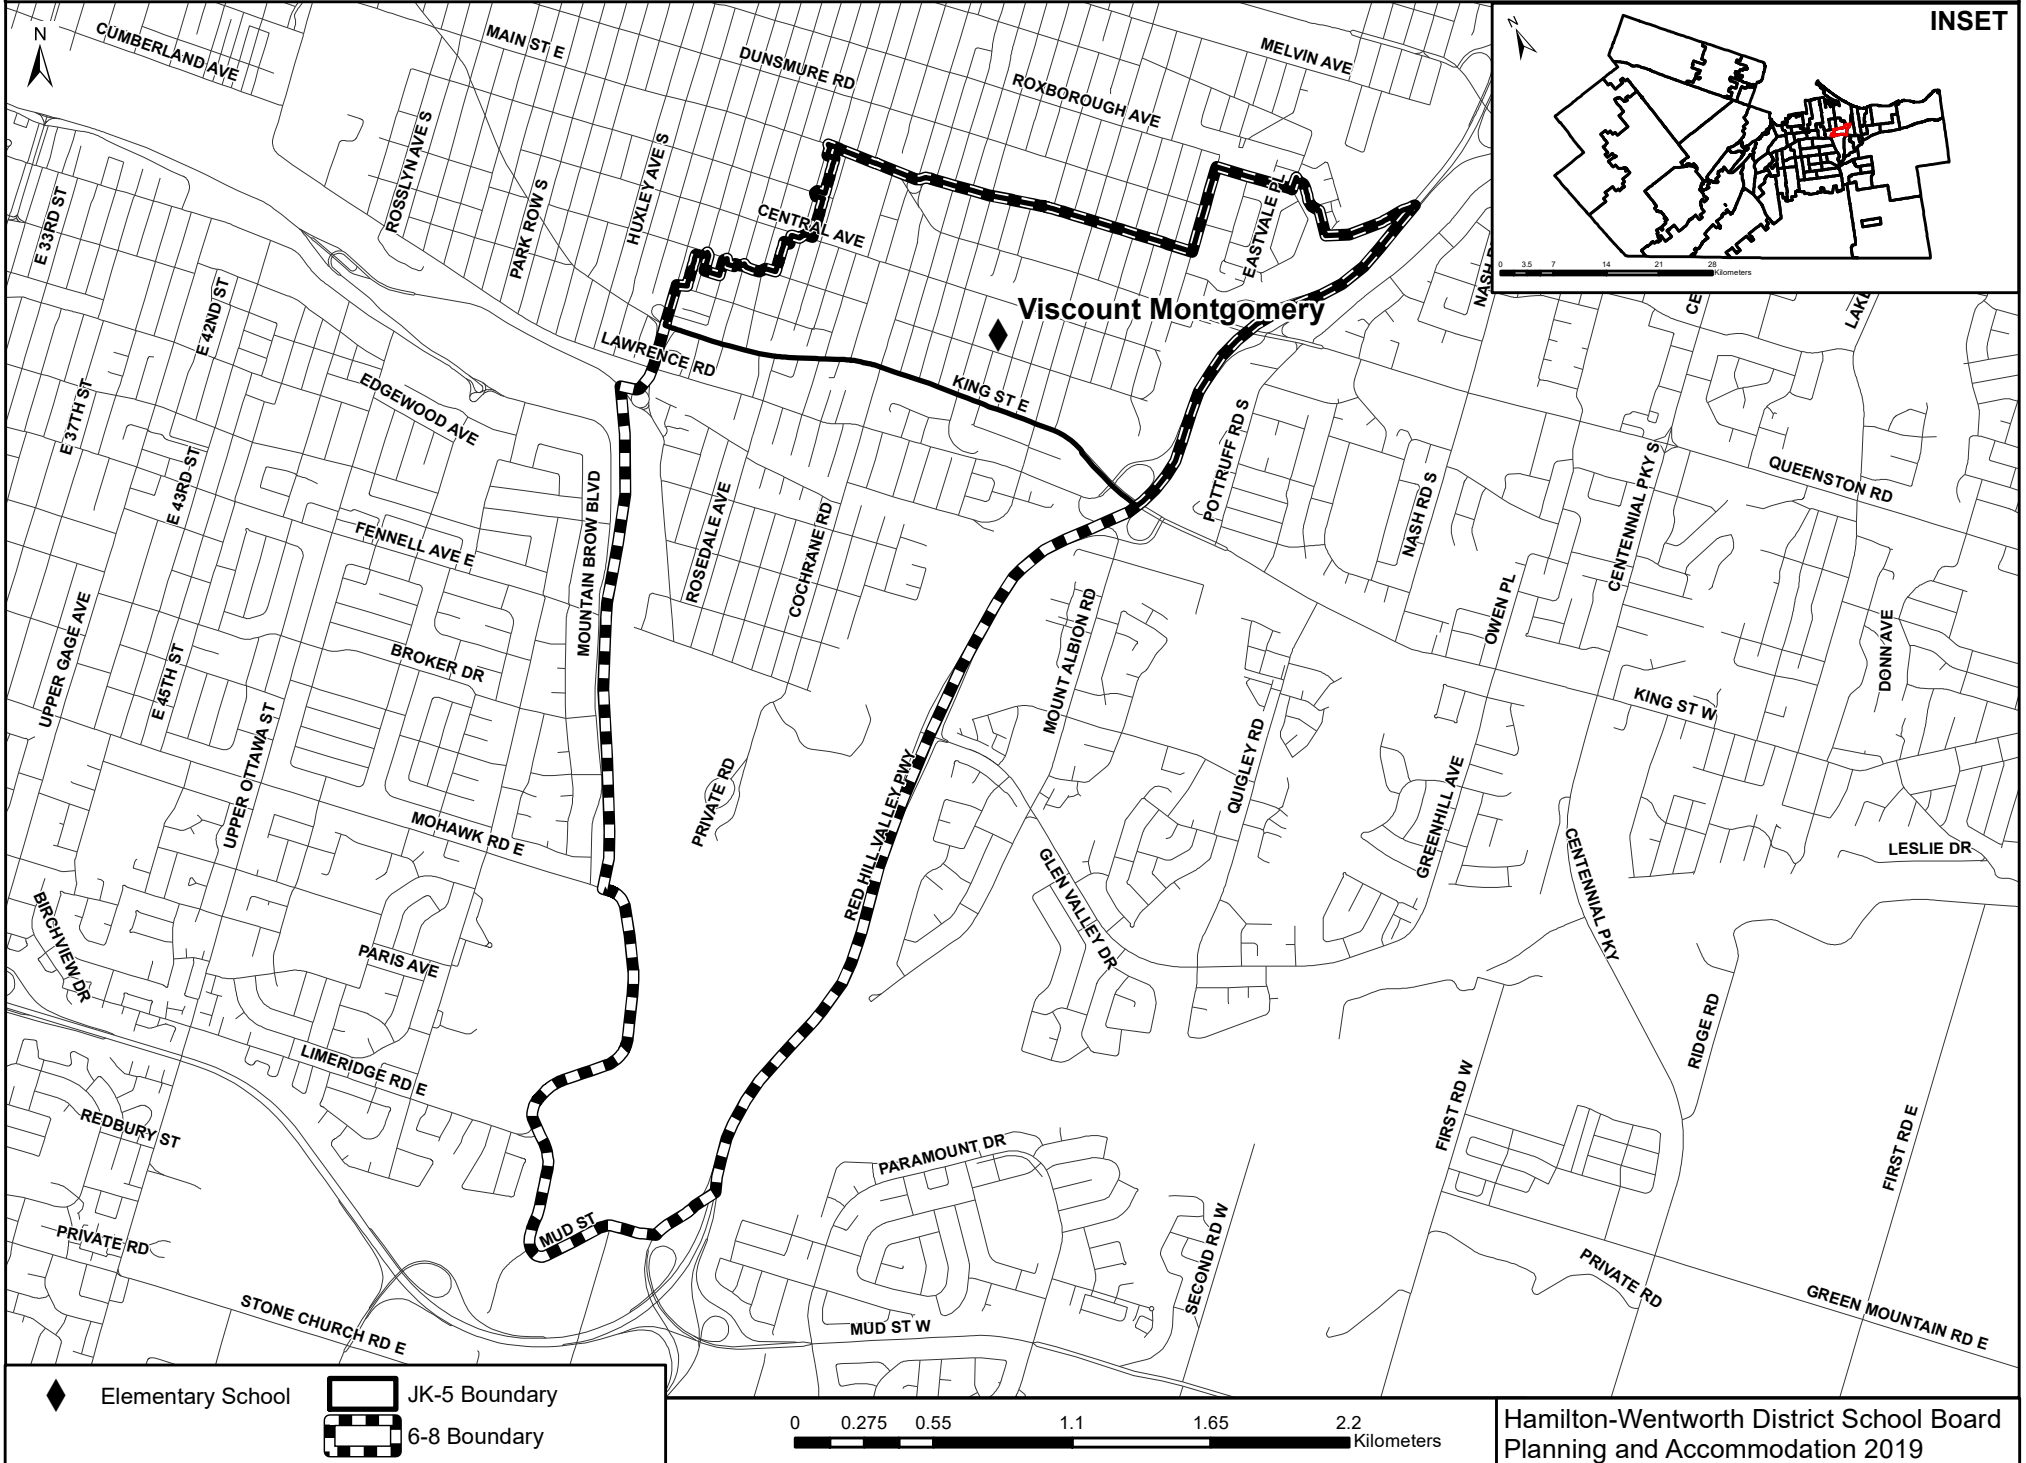 INSET
N
N
0 3.5 7 14 21 28
Kilometers
CUMBERLAND AVE
MAIN ST E
DUNSMURE RD
MELVIN AVE
ROXBOROUGH AVE
ROSSLYN AVE S
PARK ROW S
HUXLEY AVE S
CENTRAL AVE
EASTVALE PL
E 33RD ST
E 42ND ST
E 37TH ST
E 43RD ST
E 45TH ST
Viscount Montgomery
LAWRENCE RD
KING ST E
EDGEWOOD AVE
FENNELL AVE E
MOUNTAIN BROW BLVD
ROSEDALE AVE
COCHRANE RD
POTTRUFF RD S
NASH RD S
CENTENNIAL PKY S
QUEENSTON RD
OWEN PL
DONN AVE
KING ST W
UPPER GAGE AVE
BROKER DR
MOUNT ALBION RD
QUIGLEY RD
GREENHILL AVE
UPPER OTTAWA ST
MOHAWK RD E
PRIVATE RD
RED HILL VALLEY PWY
GLEN VALLEY DR
CENTENNIAL PKY
LESLIE DR
BIRCHVIEW DR
PARIS AVE
LIMERIDGE RD E
RIDGE RD
FIRST RD W
FIRST RD E
REDBURY ST
PARAMOUNT DR
MUD ST
PRIVATE RD
SECOND RD W
PRIVATE RD
GREEN MOUNTAIN RD E
STONE CHURCH RD E
MUD ST W
Elementary School
JK-5 Boundary
6-8 Boundary
0 0.275 0.55 1.1 1.65 2.2
Kilometers
Hamilton-Wentworth District School Board
Planning and Accommodation 2019